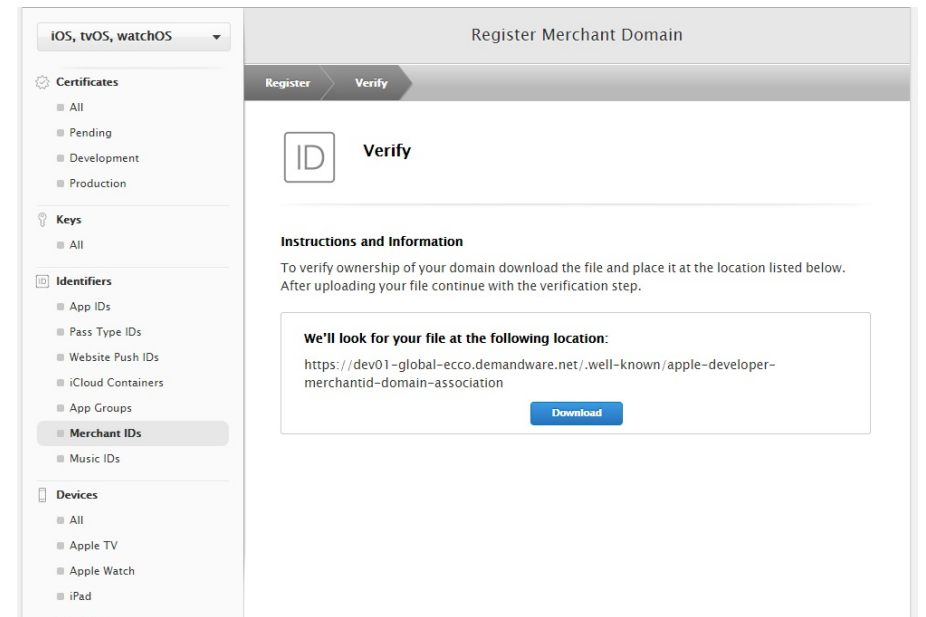 iOS, tvOS, watchOS
Certificates
All
Pending
Development
Production
Keys
All
ID
Identifiers
App IDs
Pass Type IDs
Website Push IDs
iCloud Containers
App Groups
Merchant IDs
Music IDs
Devices
All
Apple TV
Apple Watch
iPad
Register Merchant Domain
Register
Verify
ID
Verify
Instructions and Information
To verify ownership of your domain download the file and place it at the location listed below.
After uploading your file continue with the verification step.
We'll look for your file at the following location:
https://dev01-global-ecco.demandware.net/.well-known/apple-developer-
merchantid-domain-association
Download